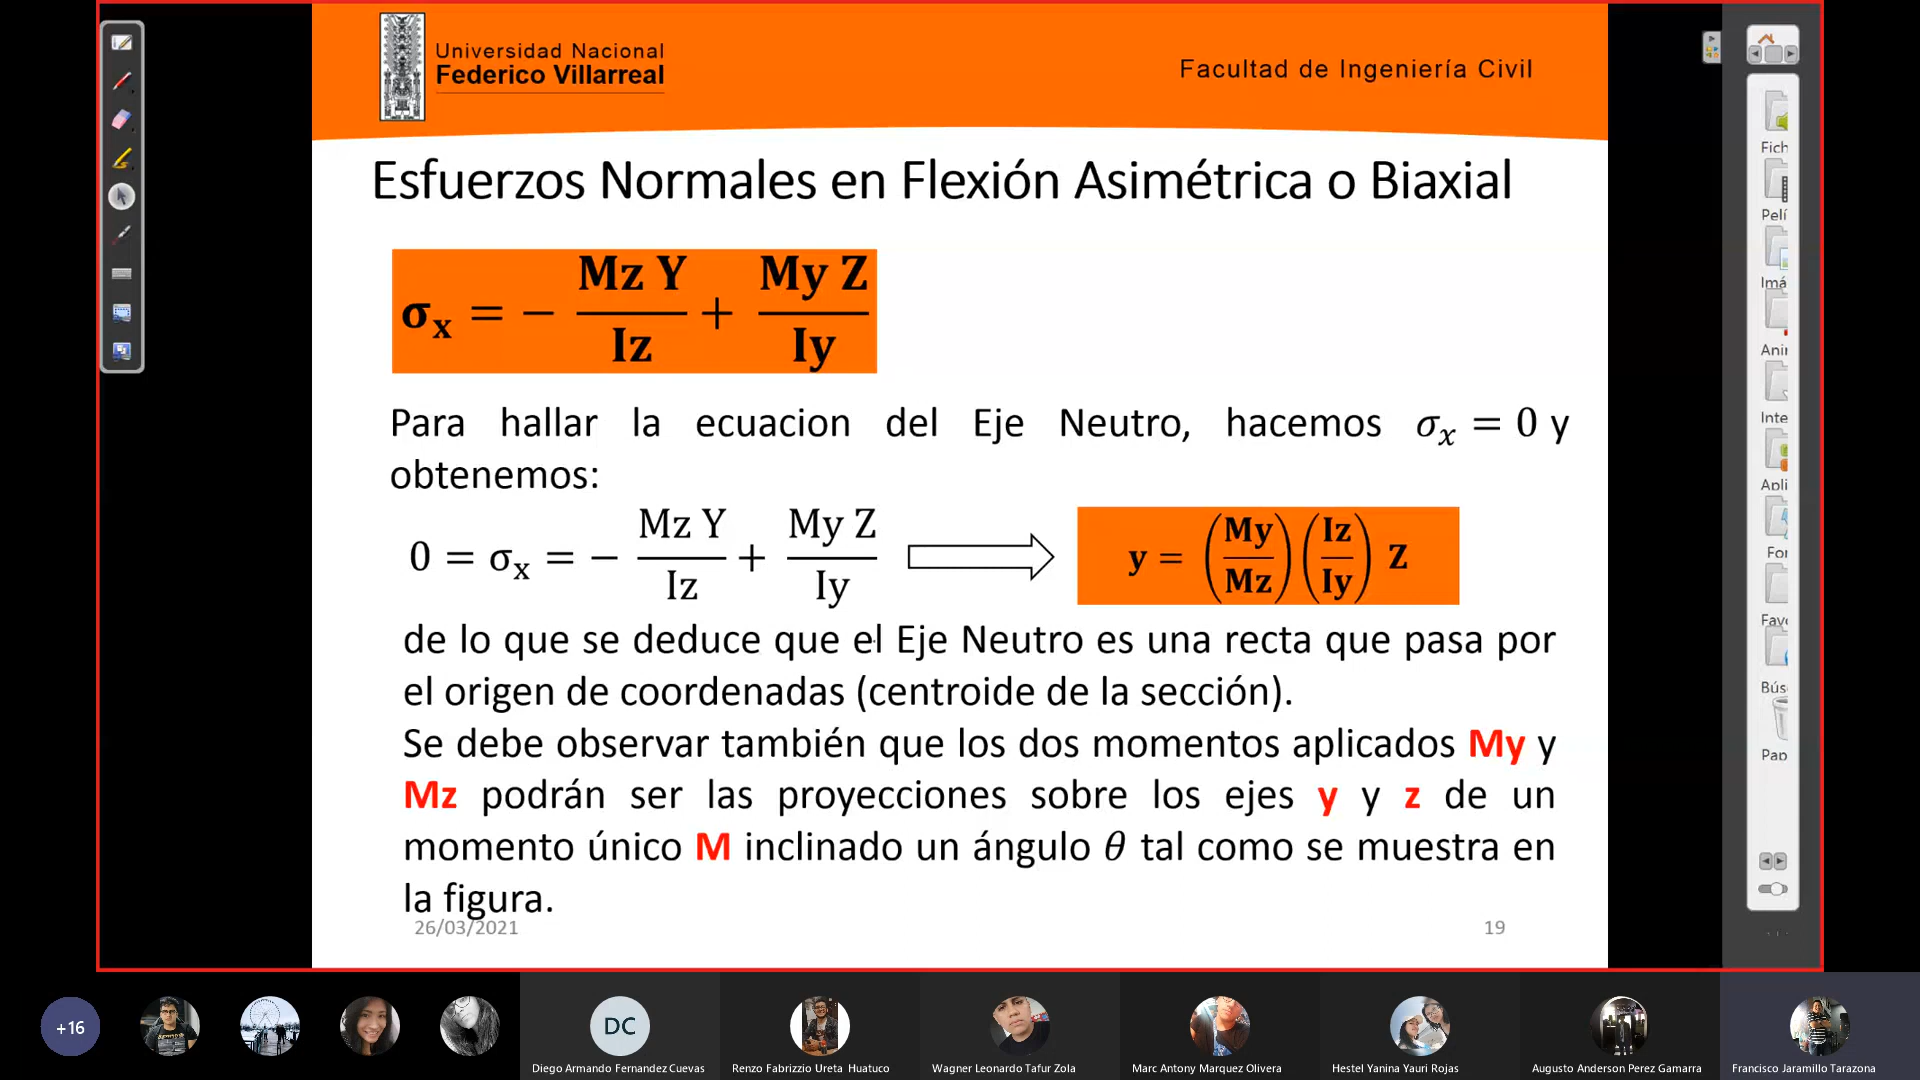 Universidad Nacional
Federico Villarreal
Facultad de Ingeniería Civil
Esfuerzos Normales en Flexión Asimétrica o Biaxial
σx = − Mz Y / Iz + My Z / Iy
Para hallar la ecuacion del Eje Neutro, hacemos σx = 0 y
obtenemos:
0 = σx = − Mz Y / Iz + My Z / Iy
y = (My / Mz) (Iz / Iy) Z
de lo que se deduce que el Eje Neutro es una recta que pasa por
el origen de coordenadas (centroide de la sección).
Se debe observar también que los dos momentos aplicados My y
Mz podrán ser las proyecciones sobre los ejes y y z de un
momento único M inclinado un ángulo θ tal como se muestra en
la figura.
26/03/2021
19
Fich
Pelí
Imá
Anir
Inte
Apli
For
Favo
Bús
Pap
+16
DC
Diego Armando Fernandez Cuevas
Renzo Fabrizzio Ureta Huatuco
Wagner Leonardo Tafur Zola
Marc Antony Marquez Olivera
Hestel Yanina Yauri Rojas
Augusto Anderson Perez Gamarra
Francisco Jaramillo Tarazona